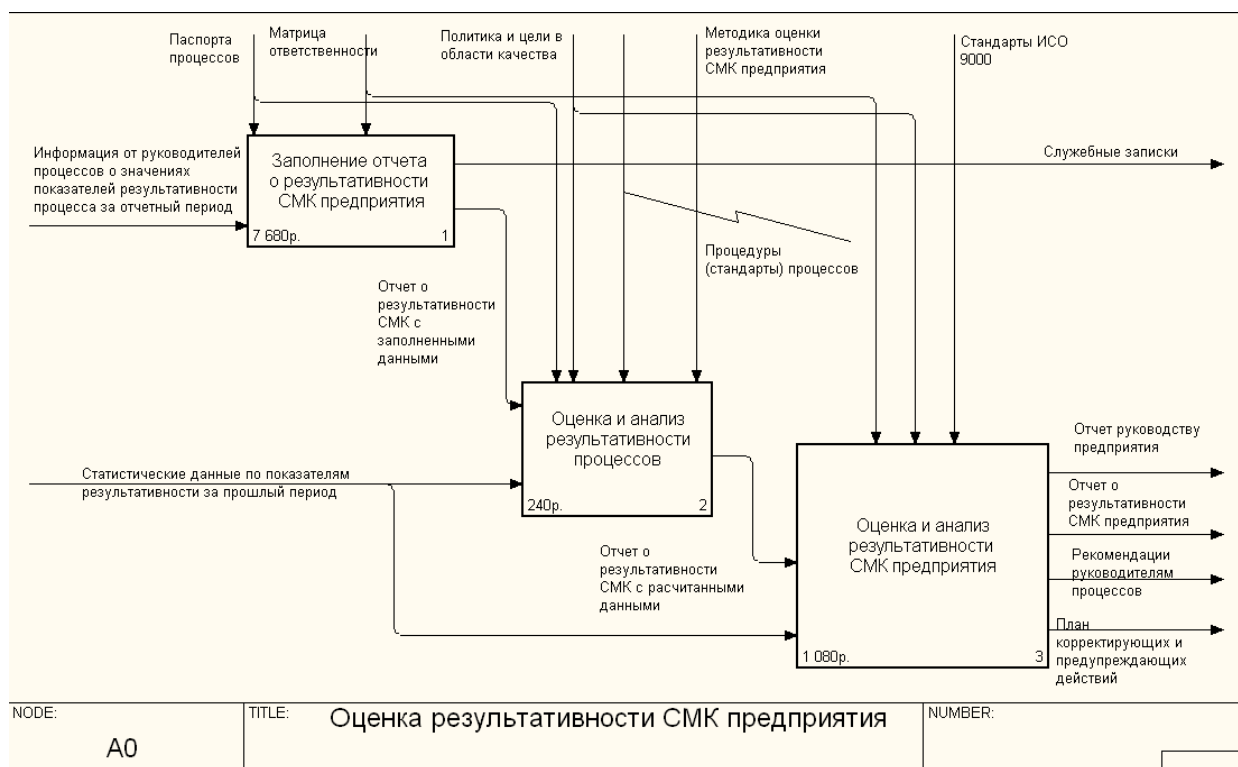 Паспорта
процессов
Матрица
ответственности
Политика и цели в
области качества
Методика оценки
результативности
СМК предприятия
Стандарты ИСО
9000
Информация от руководителей
процессов о значениях
показателей результативности
процесса за отчетный период
Заполнение отчета
о результативности
СМК предприятия
7 680р.
1
Служебные записки
Процедуры
(стандарты) процессов
Отчет о
результативности
СМК с
заполненными
данными
Оценка и анализ
результативности
процессов
240р.
2
Статистические данные по показателям
результативности за прошлый период
Отчет о
результативности
СМК с расчитанными
данными
Оценка и анализ
результативности
СМК предприятия
1 080р.
3
Отчет руководству
предприятия
Отчет о
результативности
СМК предприятия
Рекомендации
руководителям
процессов
План
корректирующих и
предупреждающих
действий
NODE:
A0
TITLE:
Оценка результативности СМК предприятия
NUMBER: